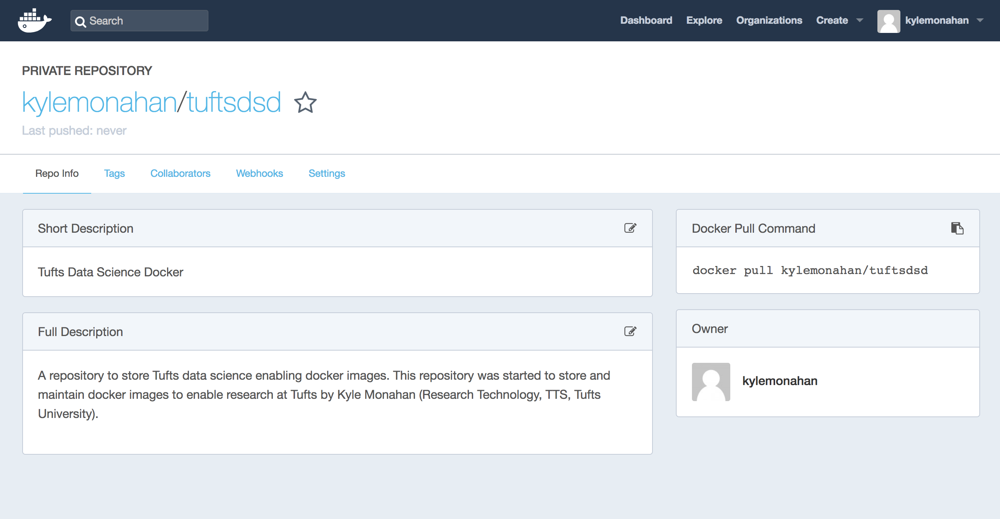 Search
Dashboard Explore Organizations Create kylemonahan
PRIVATE REPOSITORY
kylemonahan/tuftsdsd
Last pushed: never
Repo Info Tags Collaborators Webhooks Settings
Short Description
Tufts Data Science Docker
Full Description
A repository to store Tufts data science enabling docker images. This repository was started to store and
maintain docker images to enable research at Tufts by Kyle Monahan (Research Technology, TTS, Tufts
University).
Docker Pull Command
docker pull kylemonahan/tuftsdsd
Owner
kylemonahan